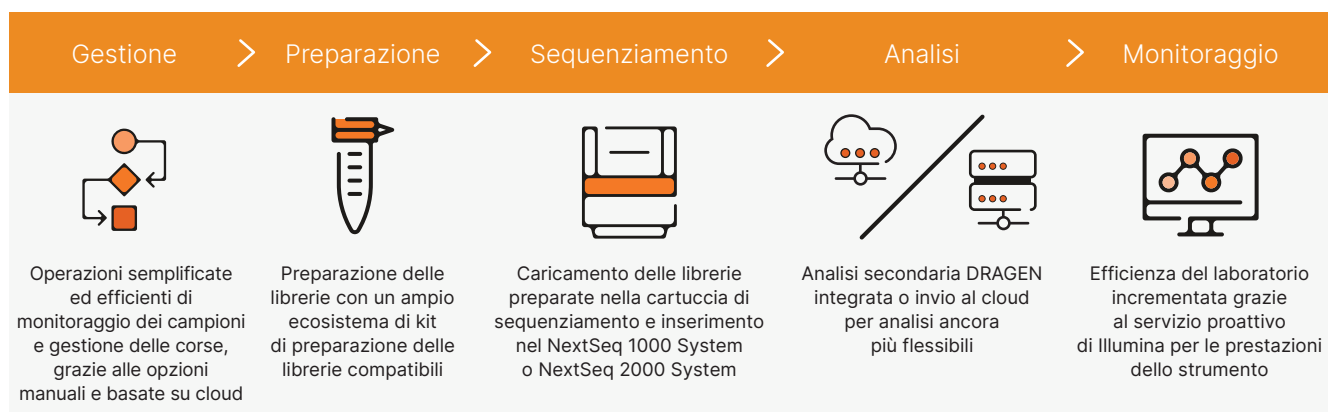 Gestione
Preparazione
Sequenziamento
Analisi
Monitoraggio
Operazioni semplificate
ed efficienti di
monitoraggio dei campioni
e gestione delle corse,
grazie alle opzioni
manuali e basate su cloud
Preparazione delle
librerie con un ampio
ecosistema di kit
di preparazione delle
librerie compatibili
Caricamento delle librerie
preparate nella cartuccia di
sequenziamento e inserimento
nel NextSeq 1000 System
o NextSeq 2000 System
Analisi secondaria DRAGEN
integrata o invio al cloud
per analisi ancora
più flessibili
Efficienza del laboratorio
incrementata grazie
al servizio proattivo
di Illumina per le prestazioni
dello strumento